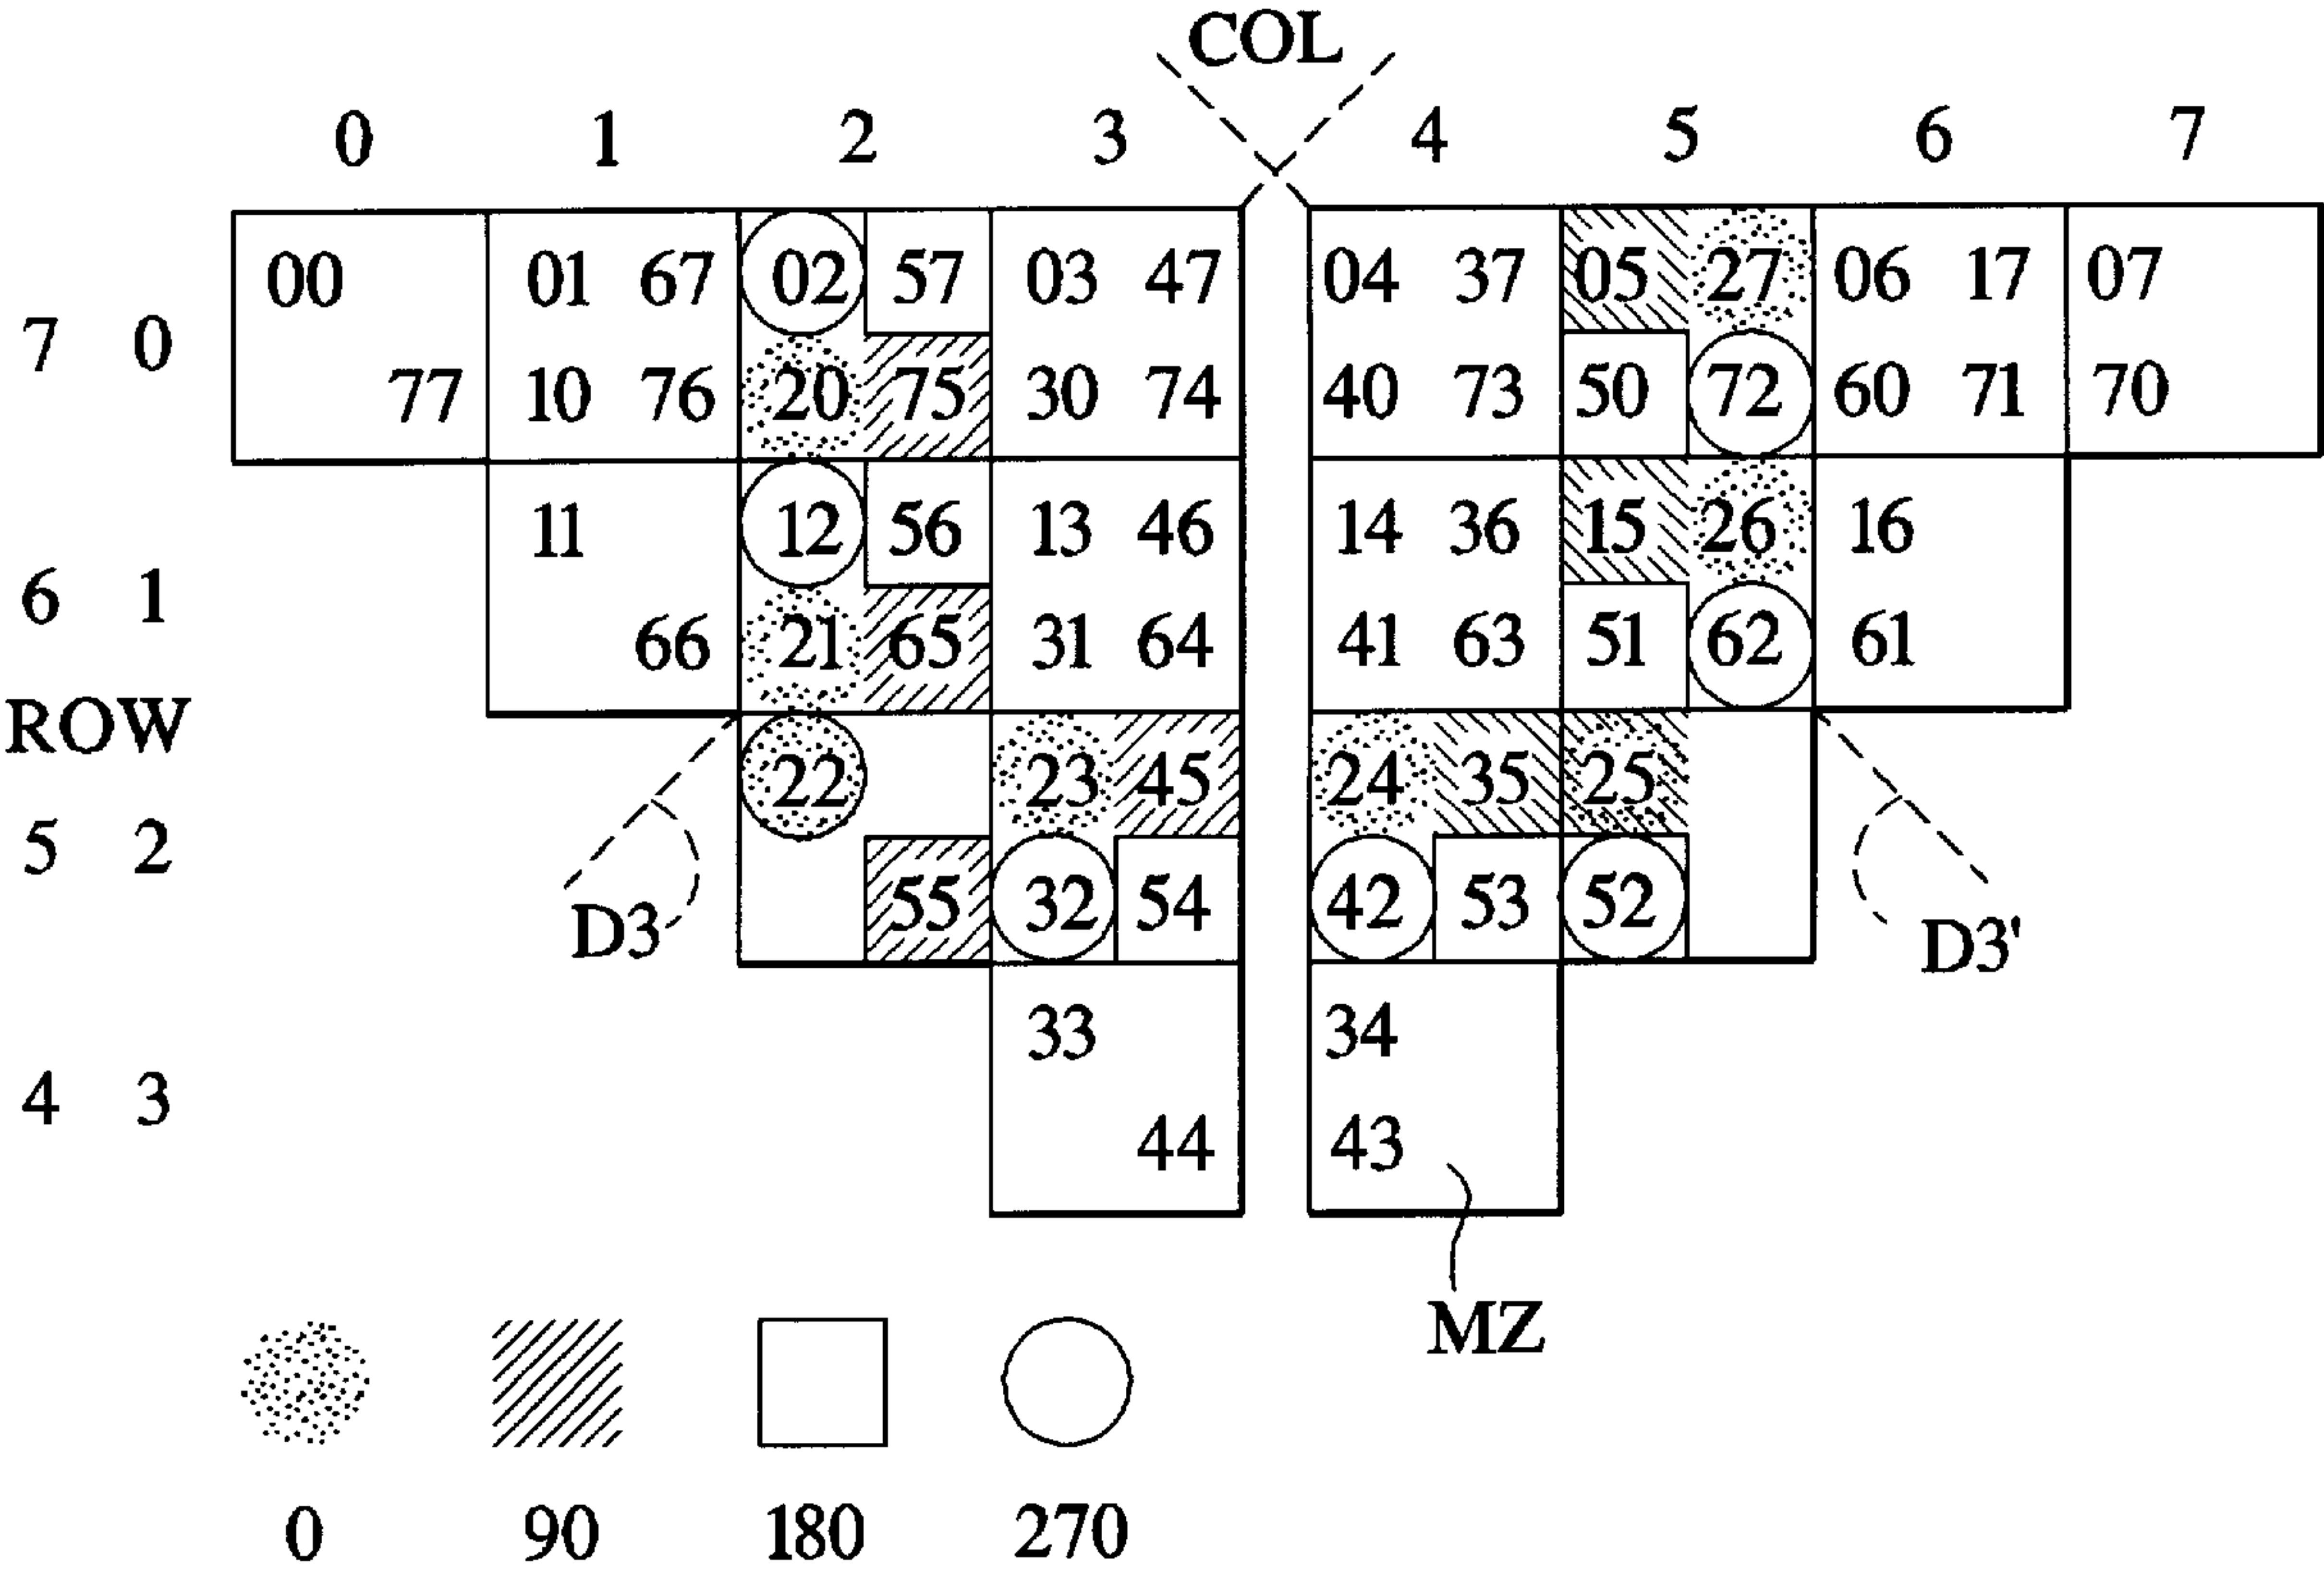 COL
0 1 2 3 4 5 6 7
00 01 67 02 57 03 47 04 37 05 27 06 17 07
7 0
77 10 76 20 75 30 74 40 73 50 72 60 71 70
11 12 56 13 46 14 36 15 26 16
6 1
66 21 65 31 64 41 63 51 62 61
ROW
22 23 45 24 35 25
5 2
55 32 54 42 53 52
D3 D3'
33 34
4 3
44 43
MZ
0 90 180 270